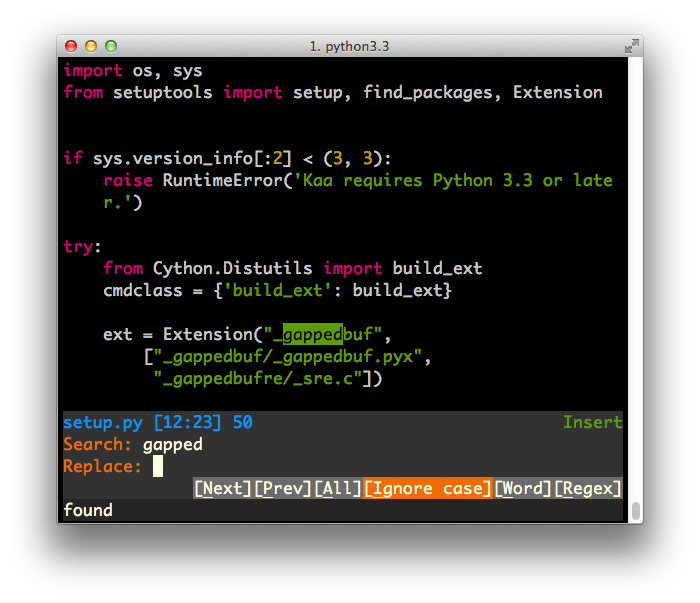 1. python3.3
import os, sys
from setuptools import setup, find_packages, Extension
if sys.version_info[:2] < (3, 3):
    raise RuntimeError('Kaa requires Python 3.3 or late
    r.')
try:
    from Cython.Distutils import build_ext
    cmdclass = {'build_ext': build_ext}
    ext = Extension("_gappedbuf",
        ["_gappedbuf/_gappedbuf.pyx",
         "_gappedbufre/_sre.c"])
setup.py [12:23] 50 Insert
Search: gapped
Replace:
[Next][Prev][All][Ignore case][Word][Regex]
found